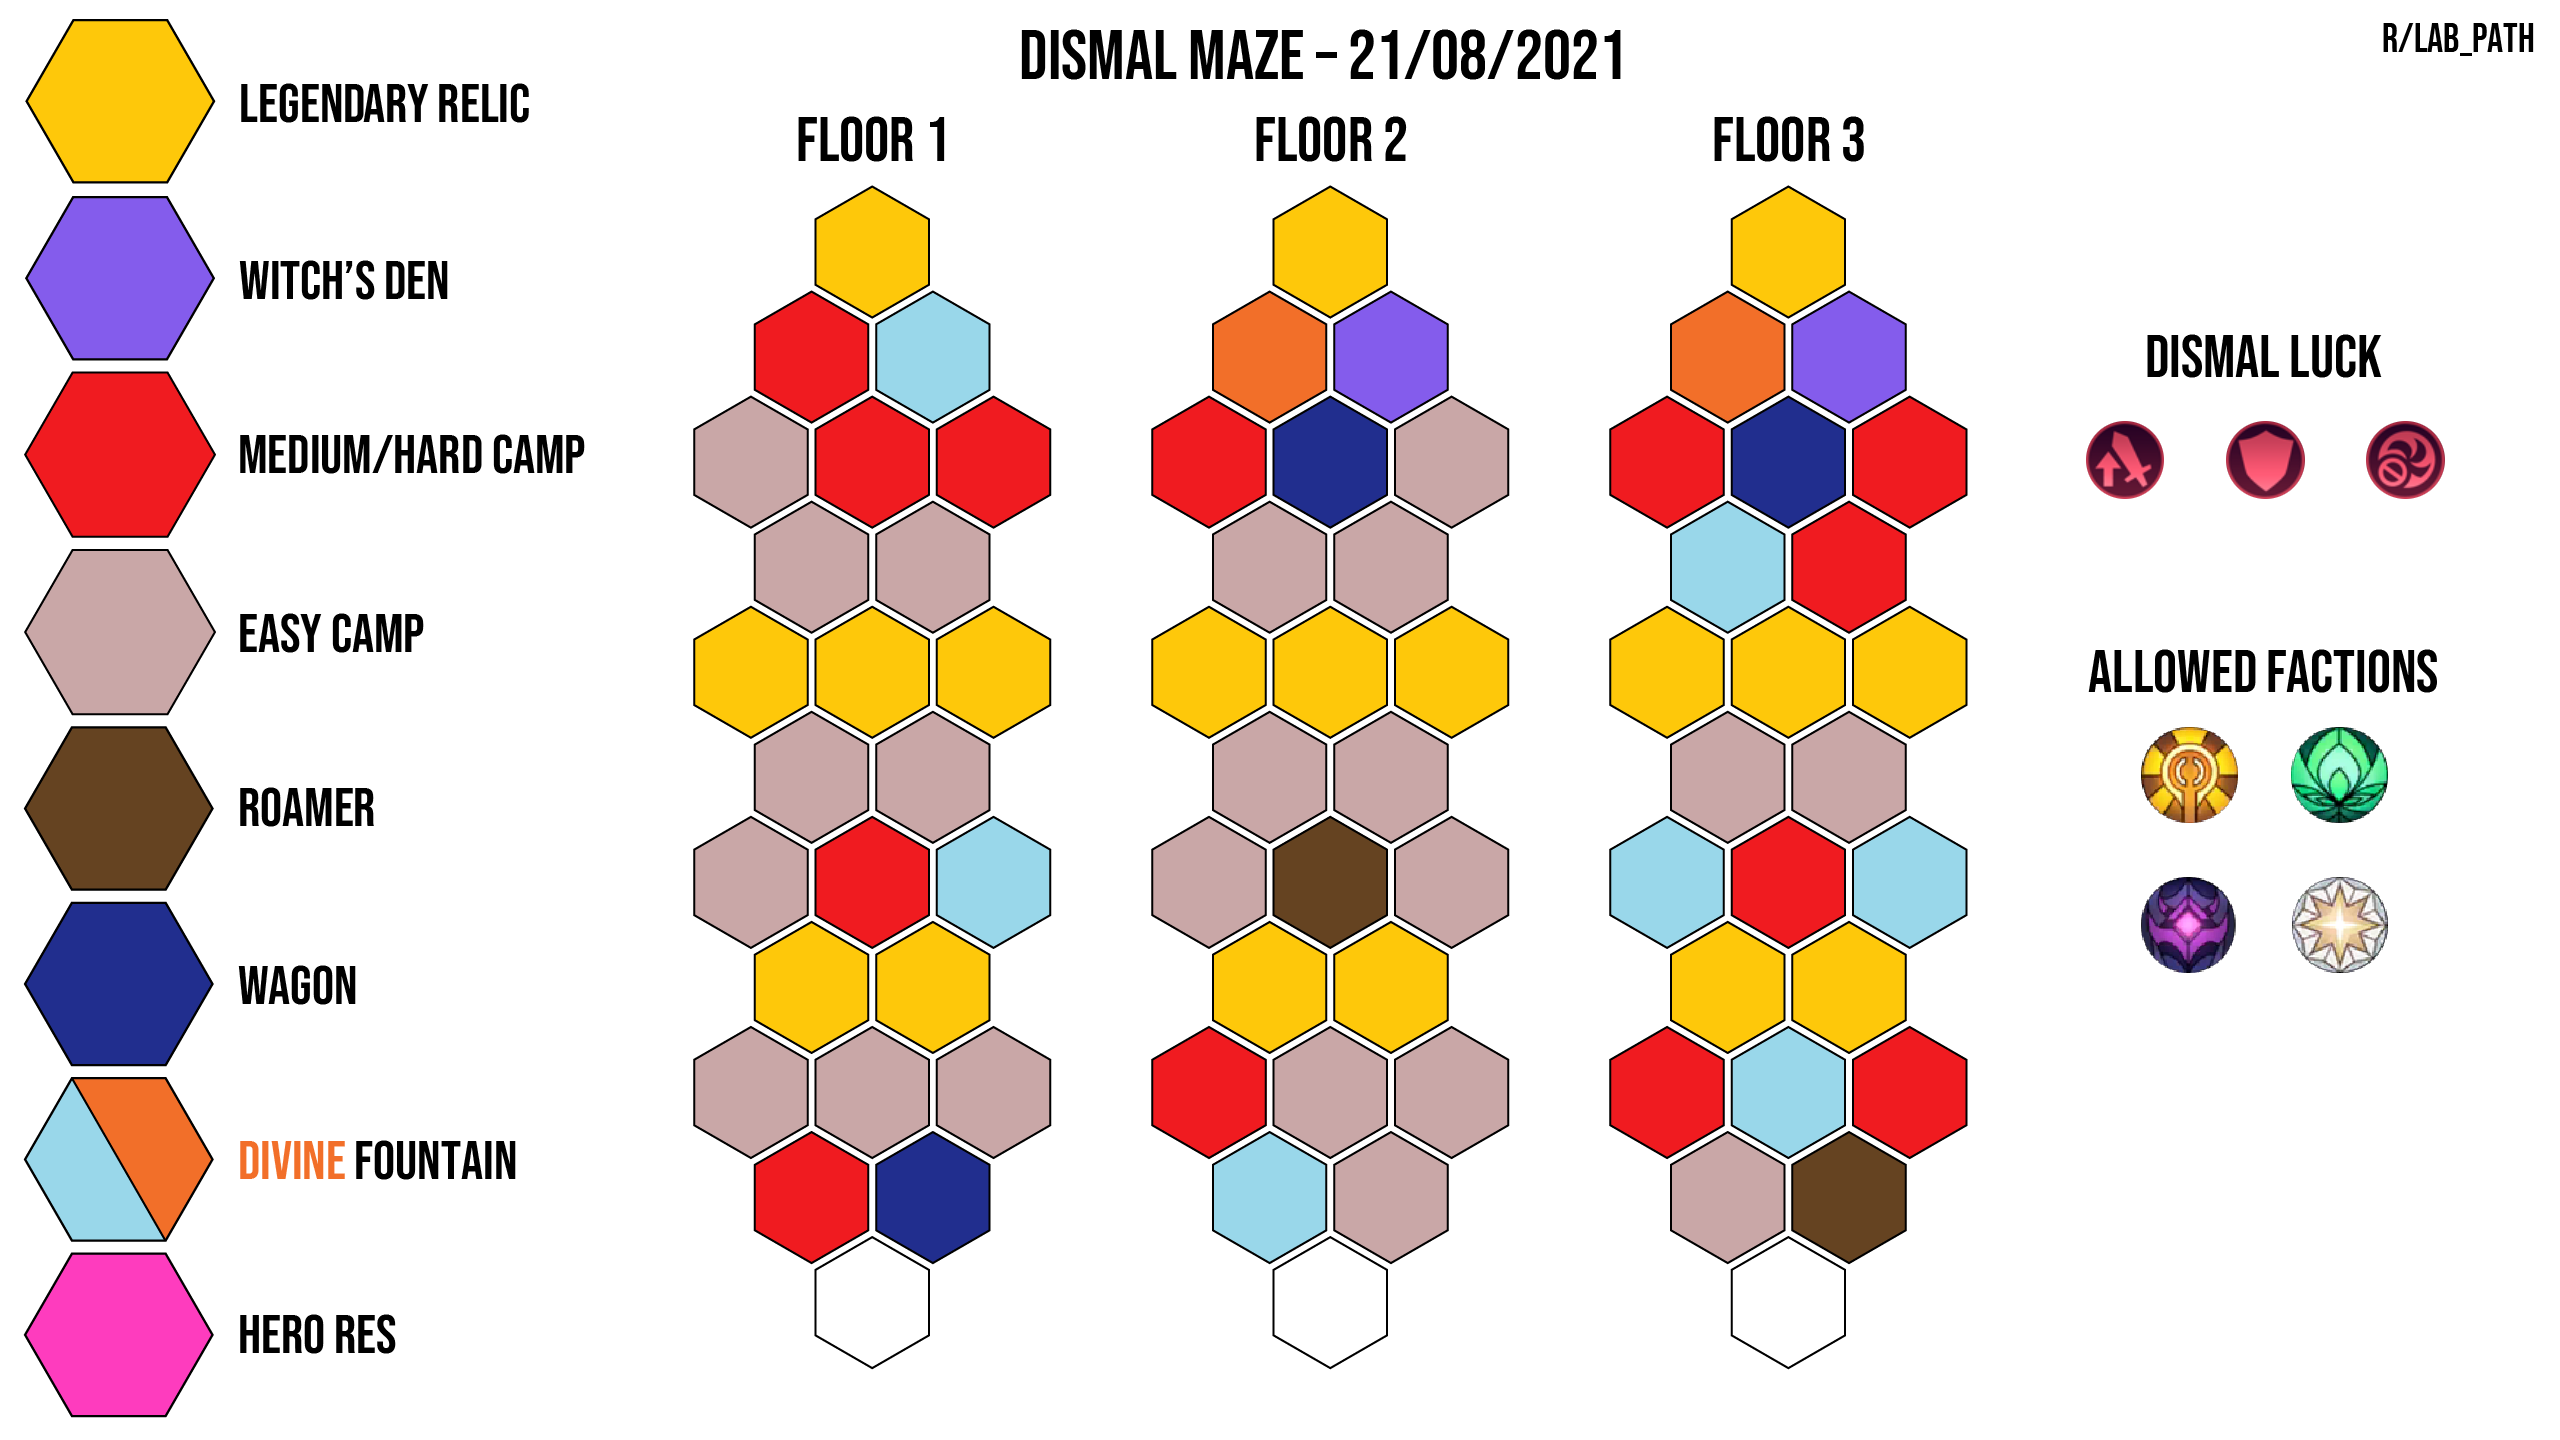 DISMAL MAZE – 21/08/2021
R/LAB_PATH
LEGENDARY RELIC
WITCH'S DEN
MEDIUM/HARD CAMP
EASY CAMP
ROAMER
WAGON
DIVINE FOUNTAIN
HERO RES
FLOOR 1
FLOOR 2
FLOOR 3
DISMAL LUCK
ALLOWED FACTIONS